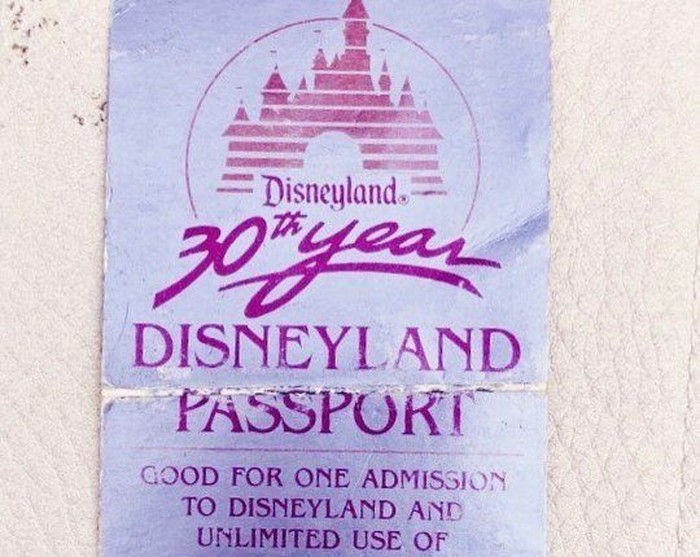 Disneyland®
30th year
DISNEYLAND
PASSPORT
GOOD FOR ONE ADMISSION
TO DISNEYLAND AND
UNLIMITED USE OF